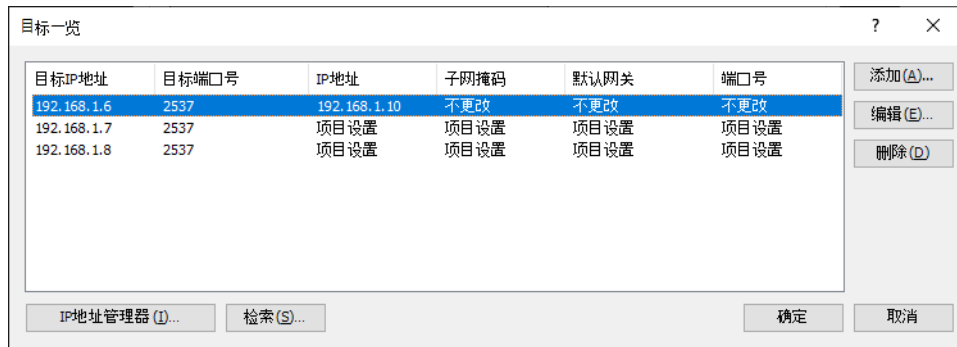 目标一览 ? ×
目标IP地址 目标端口号 IP地址 子网掩码 默认网关 端口号 添加(A)...
192.168.1.6 2537 192.168.1.10 不更改 不更改 不更改 编辑(E)...
192.168.1.7 2537 项目设置 项目设置 项目设置 项目设置
192.168.1.8 2537 项目设置 项目设置 项目设置 项目设置 删除(D)
IP地址管理器(I)... 检索(S)... 确定 取消